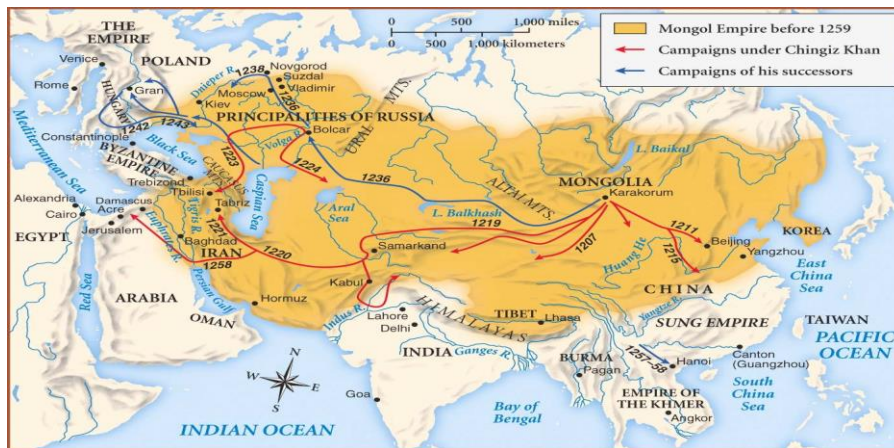 THE EMPIRE
POLAND
Venice
Rome
Gran
HUNGARY
1242
1243
Constantinople
BYZANTINE EMPIRE
Black Sea
Mediterranean Sea
Trebizond
Dnieper R.
1238
Novgorod
Suzdal
Vladimir
Moscow
1236
Kiev
PRINCIPALITIES OF RUSSIA
Volga R.
Bolcar
URAL MTS.
1223
1224
CAUCASUS MTS.
Caspian Sea
Tbilisi
Tabriz
1221
Tigris R.
Euphrates R.
Alexandria
Cairo
Damascus
Acre
Jerusalem
EGYPT
Baghdad
IRAN
1220
1258
Red Sea
Persian Gulf
ARABIA
OMAN
Hormuz
Aral Sea
1236
ALTAI MTS.
L. Balkhash
L. Baikal
MONGOLIA
Karakorum
1219
1207
1211
1215
Samarkand
Kabul
Indus R.
Lahore
Delhi
HIMALAYAS
TIBET
Lhasa
INDIA
Ganges R.
Goa
Huang He
Beijing
Yangzhou
KOREA
East China Sea
CHINA
Yangtze R.
SUNG EMPIRE
TAIWAN
PACIFIC OCEAN
BURMA
Pagan
1257–58
Hanoi
Canton (Guangzhou)
South China Sea
EMPIRE OF THE KHMER
Angkor
Bay of Bengal
INDIAN OCEAN
N
W
E
S
0
500
1,000 miles
0
500
1,000 kilometers
Mongol Empire before 1259
Campaigns under Chingiz Khan
Campaigns of his successors